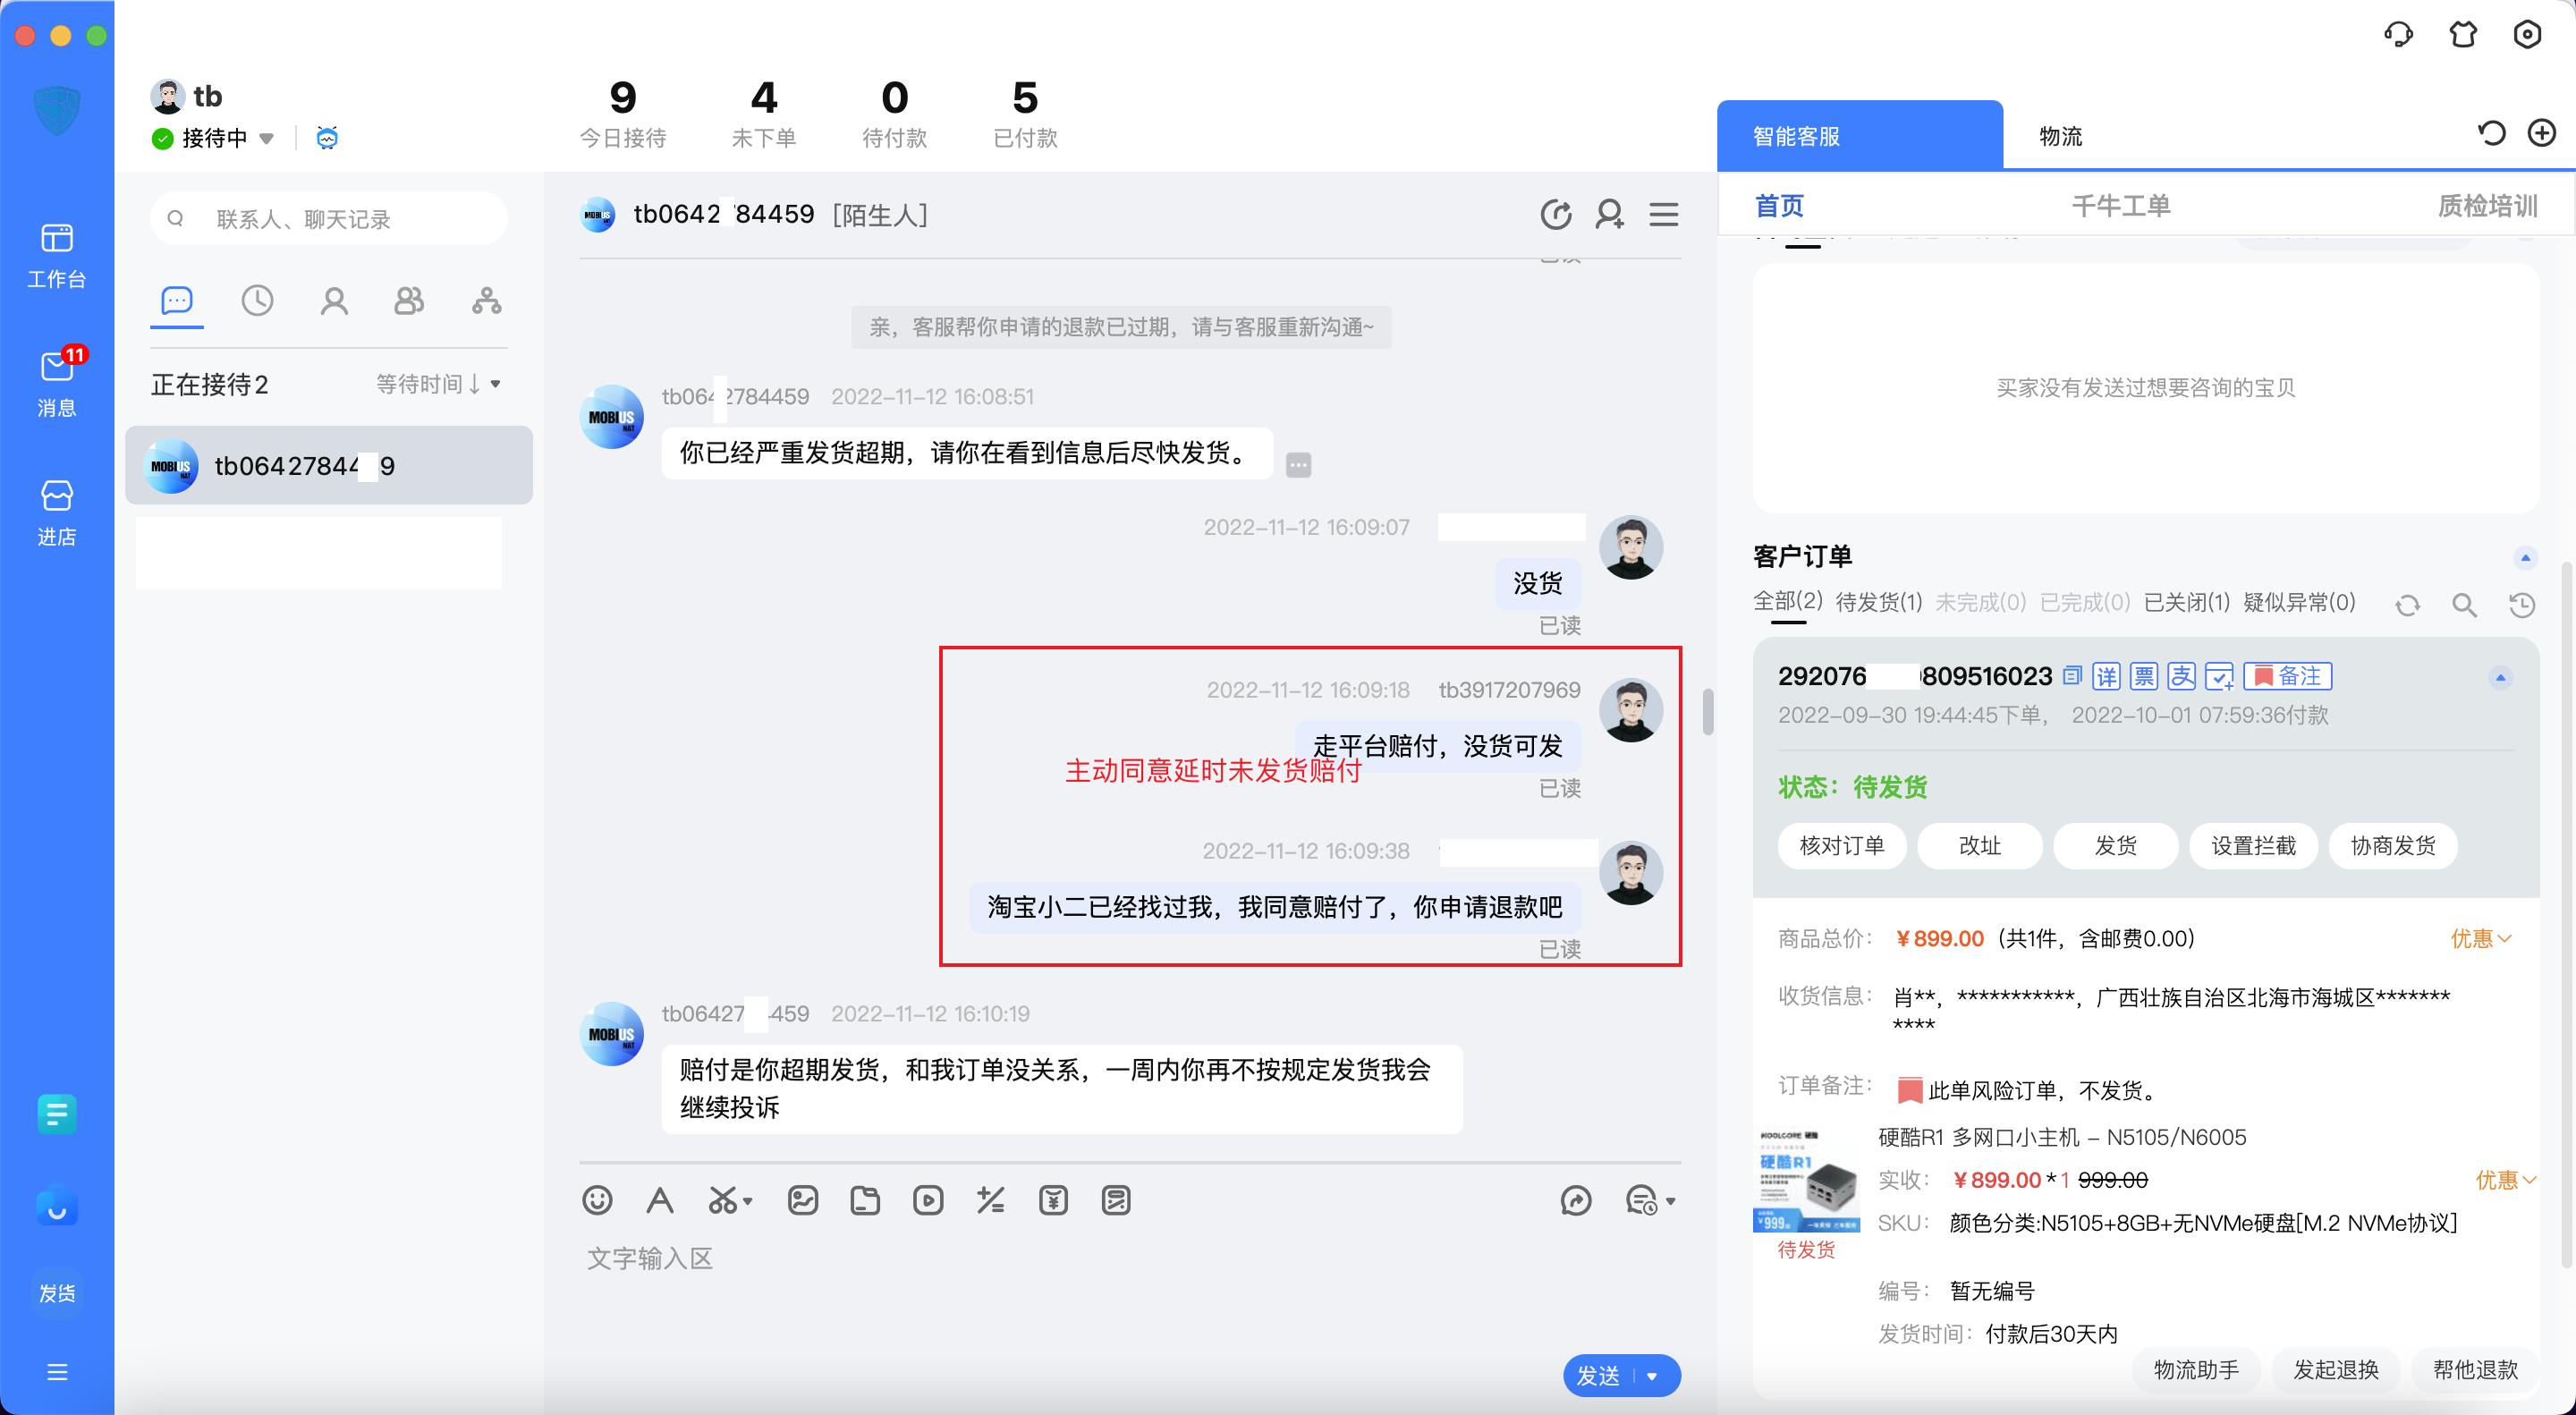 tb
接待中
9
今日接待
4
未下单
0
待付款
5
已付款
智能客服
物流
首页
千牛工单
质检培训
工作台
11
消息
进店
发货
联系人、聊天记录
正在接待2
等待时间↓
tb06427844 9
tb0642 784459 [陌生人]
亲，客服帮你申请的退款已过期，请与客服重新沟通~
tb064 2784459 2022-11-12 16:08:51
你已经严重发货超期，请你在看到信息后尽快发货。
2022-11-12 16:09:07
没货
已读
2022-11-12 16:09:18 tb3917207969
走平台赔付，没货可发
主动同意延时未发货赔付
已读
2022-11-12 16:09:38
淘宝小二已经找过我，我同意赔付了，你申请退款吧
已读
tb06427 459 2022-11-12 16:10:19
赔付是你超期发货，和我订单没关系，一周内你再不按规定发货我会
继续投诉
文字输入区
发送
买家没有发送过想要咨询的宝贝
客户订单
全部(2) 待发货(1) 未完成(0) 已完成(0) 已关闭(1) 疑似异常(0)
292076 809516023 详 票 支 备注
2022-09-30 19:44:45下单， 2022-10-01 07:59:36付款
状态：待发货
核对订单 改址 发货 设置拦截 协商发货
商品总价： ¥899.00 (共1件，含邮费0.00) 优惠
收货信息： 肖**，***********，广西壮族自治区北海市海城区*******
****
订单备注： 此单风险订单，不发货。
硬酷R1 多网口小主机 - N5105/N6005
实收： ¥899.00 *1 999.00 优惠
SKU： 颜色分类:N5105+8GB+无NVMe硬盘[M.2 NVMe协议]
硬酷R1
¥999
待发货
编号： 暂无编号
发货时间： 付款后30天内
物流助手 发起退换 帮他退款